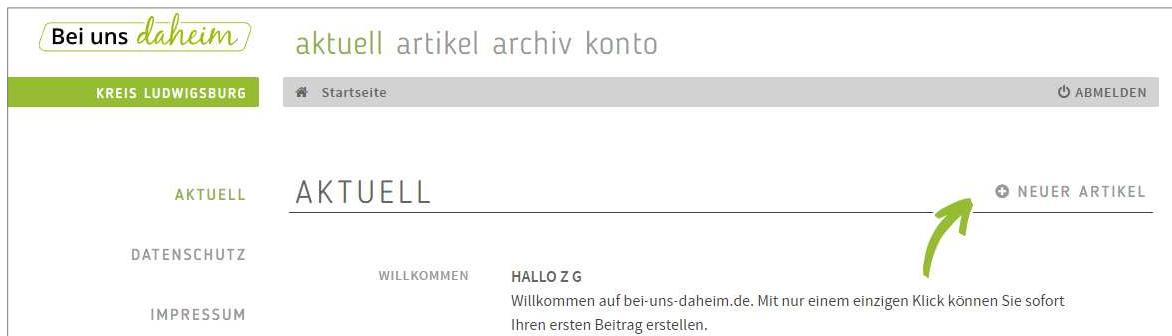 Bei uns daheim
aktuell artikel archiv konto
KREIS LUDWIGSBURG
Startseite
ABMELDEN
AKTUELL
AKTUELL
NEUER ARTIKEL
DATENSCHUTZ
WILLKOMMEN
HALLO Z G
Willkommen auf bei-uns-daheim.de. Mit nur einem einzigen Klick können Sie sofort
Ihren ersten Beitrag erstellen.
IMPRESSUM